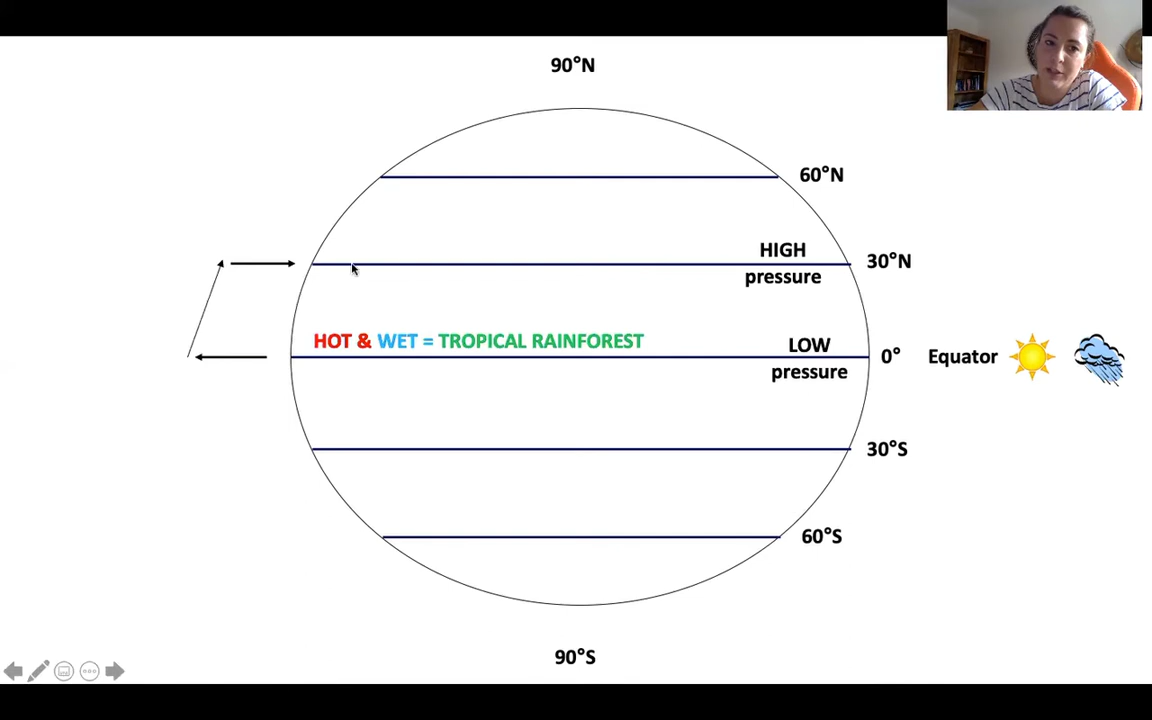 90°N
60°N
HIGH
pressure
30°N
HOT & WET = TROPICAL RAINFOREST
LOW
pressure
0° Equator
30°S
60°S
90°S